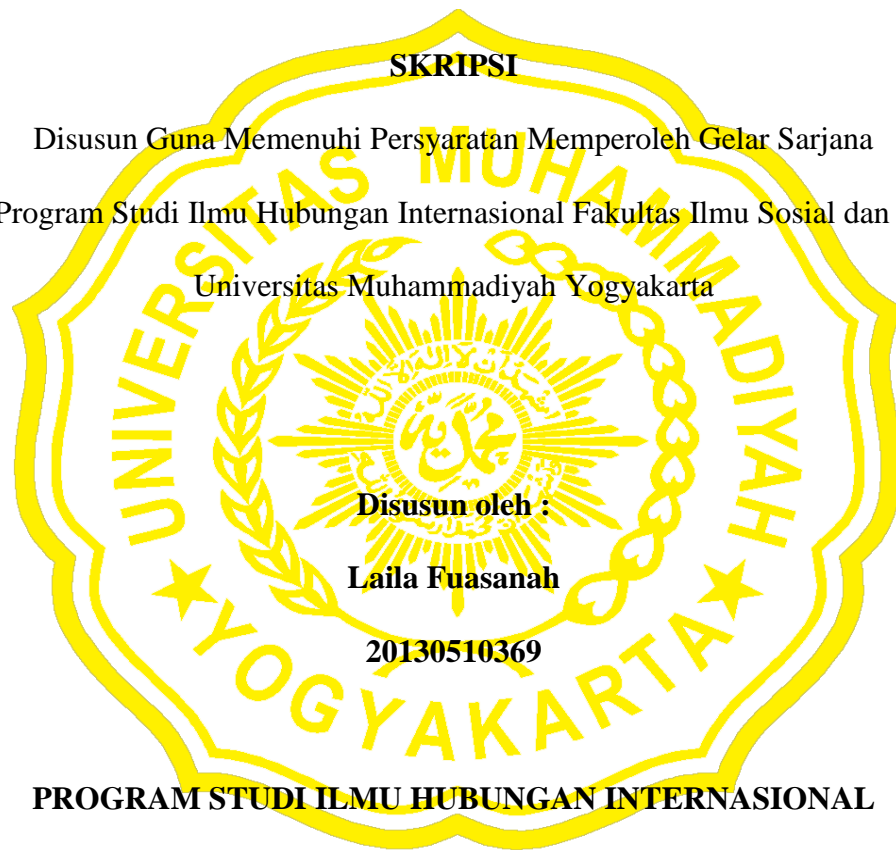 SKRIPSI
Disusun Guna Memenuhi Persyaratan Memperoleh Gelar Sarjana
Program Studi Ilmu Hubungan Internasional Fakultas Ilmu Sosial dan
Universitas Muhammadiyah Yogyakarta
UNIVERSITAS MUHAMMADIYAH
محمدية
Disusun oleh :
Laila Fuasanah
20130510369
★ YOGYAKARTA ★
PROGRAM STUDI ILMU HUBUNGAN INTERNASIONAL